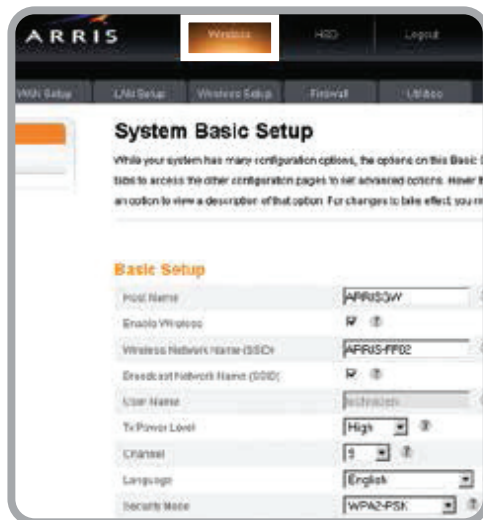 ARRIS
Wireless HSD Logout
WAN Setup LAN Setup Wireless Setup Firewall Utilities
System Basic Setup
While your system has many configuration options, the options on this Basic
tabs to access the other configuration pages to set advanced options. Hover
an option to view a description of that option. For changes to take effect, you
Basic Setup
Host Name ARRISGW
Enable Wireless
Wireless Network Name (SSID) ARRIS-FF02
Broadcast Network Name (SSID)
User Name technician
Tx Power Level High
Channel
Language English
Security Mode WPA2-PSK